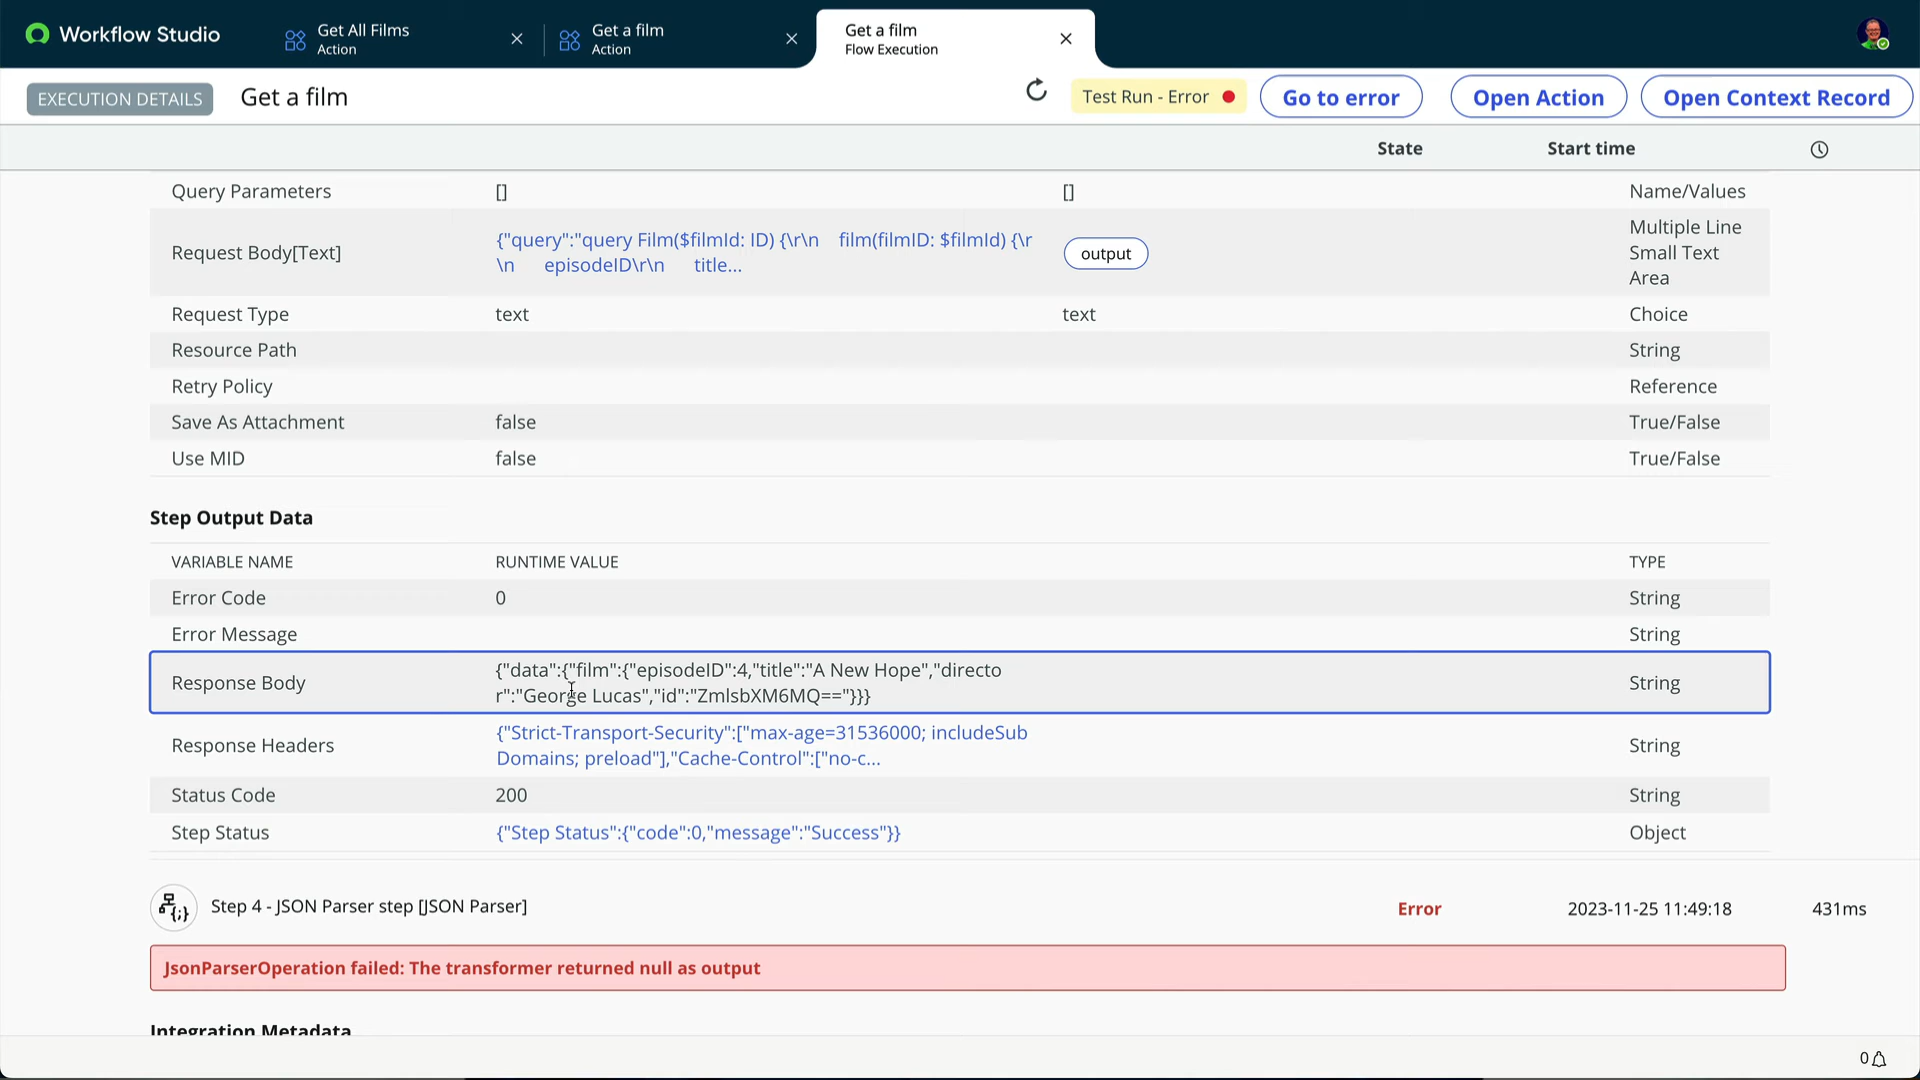 Workflow Studio
Get All Films
Action
Get a film
Action
Get a film
Flow Execution
EXECUTION DETAILS
Get a film
Test Run - Error
Go to error
Open Action
Open Context Record
State
Start time
Query Parameters
[]
[]
Name/Values
Request Body[Text]
{"query":"query Film($filmId: ID) {\r\n    film(filmID: $filmId) {\r
\n      episodeID\r\n      title...
output
Multiple Line
Small Text
Area
Request Type
text
text
Choice
Resource Path
String
Retry Policy
Reference
Save As Attachment
false
True/False
Use MID
false
True/False
Step Output Data
VARIABLE NAME
RUNTIME VALUE
TYPE
Error Code
0
String
Error Message
String
Response Body
{"data":{"film":{"episodeID":4,"title":"A New Hope","directo
r":"George Lucas","id":"ZmlsbXM6MQ=="}}}
String
Response Headers
{"Strict-Transport-Security":["max-age=31536000; includeSub
Domains; preload"],"Cache-Control":["no-c...
String
Status Code
200
String
Step Status
{"Step Status":{"code":0,"message":"Success"}}
Object
{;}
Step 4 - JSON Parser step [JSON Parser]
Error
2023-11-25 11:49:18
431ms
JsonParserOperation failed: The transformer returned null as output
Integration Metadata
0